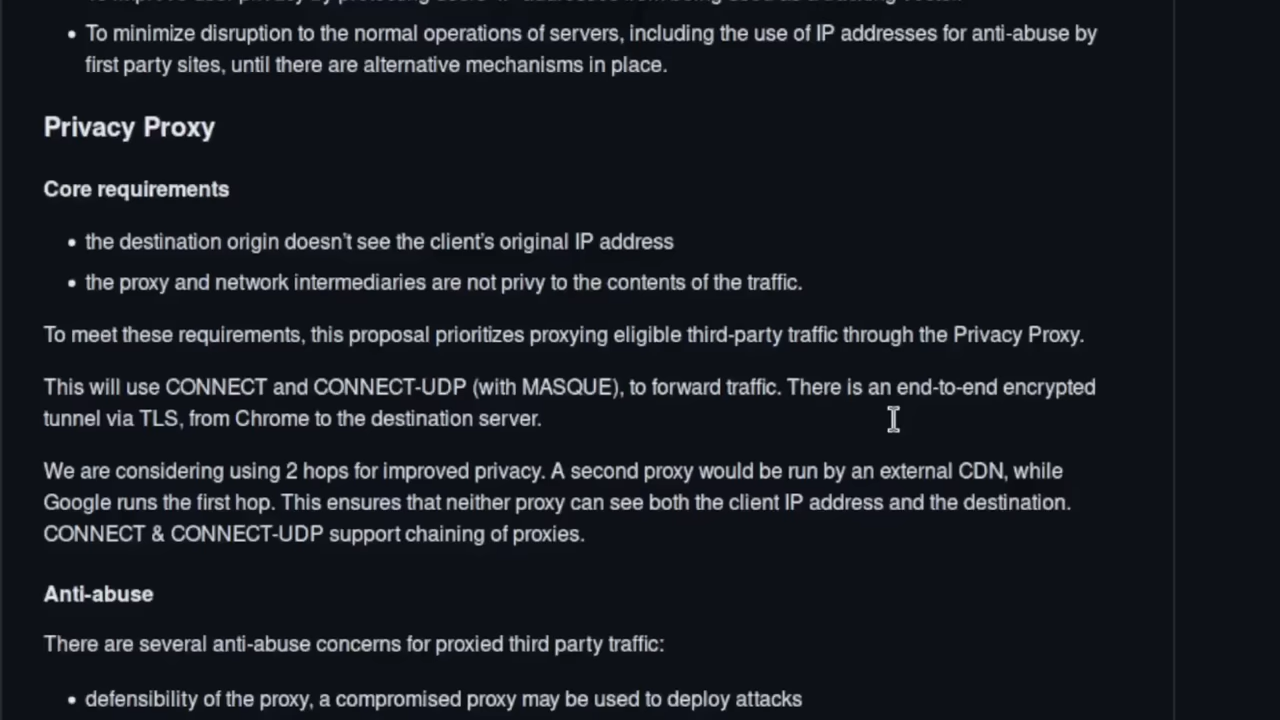 To minimize disruption to the normal operations of servers, including the use of IP addresses for anti-abuse by
first party sites, until there are alternative mechanisms in place.
Privacy Proxy
Core requirements
the destination origin doesn't see the client's original IP address
the proxy and network intermediaries are not privy to the contents of the traffic.
To meet these requirements, this proposal prioritizes proxying eligible third-party traffic through the Privacy Proxy.
This will use CONNECT and CONNECT-UDP (with MASQUE), to forward traffic. There is an end-to-end encrypted
tunnel via TLS, from Chrome to the destination server.
We are considering using 2 hops for improved privacy. A second proxy would be run by an external CDN, while
Google runs the first hop. This ensures that neither proxy can see both the client IP address and the destination.
CONNECT & CONNECT-UDP support chaining of proxies.
Anti-abuse
There are several anti-abuse concerns for proxied third party traffic:
defensibility of the proxy, a compromised proxy may be used to deploy attacks